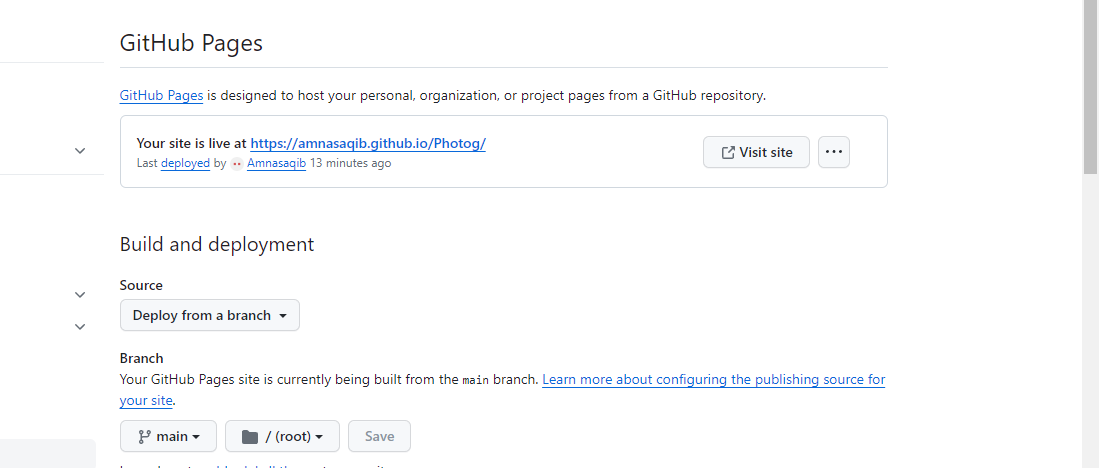 GitHub Pages
GitHub Pages is designed to host your personal, organization, or project pages from a GitHub repository.
Your site is live at https://amnasaqib.github.io/Photog/
Visit site
Last deployed by Amnasaqib 13 minutes ago
Build and deployment
Source
Deploy from a branch
Branch
Your GitHub Pages site is currently being built from the main branch. Learn more about configuring the publishing source for
your site.
main
/ (root)
Save